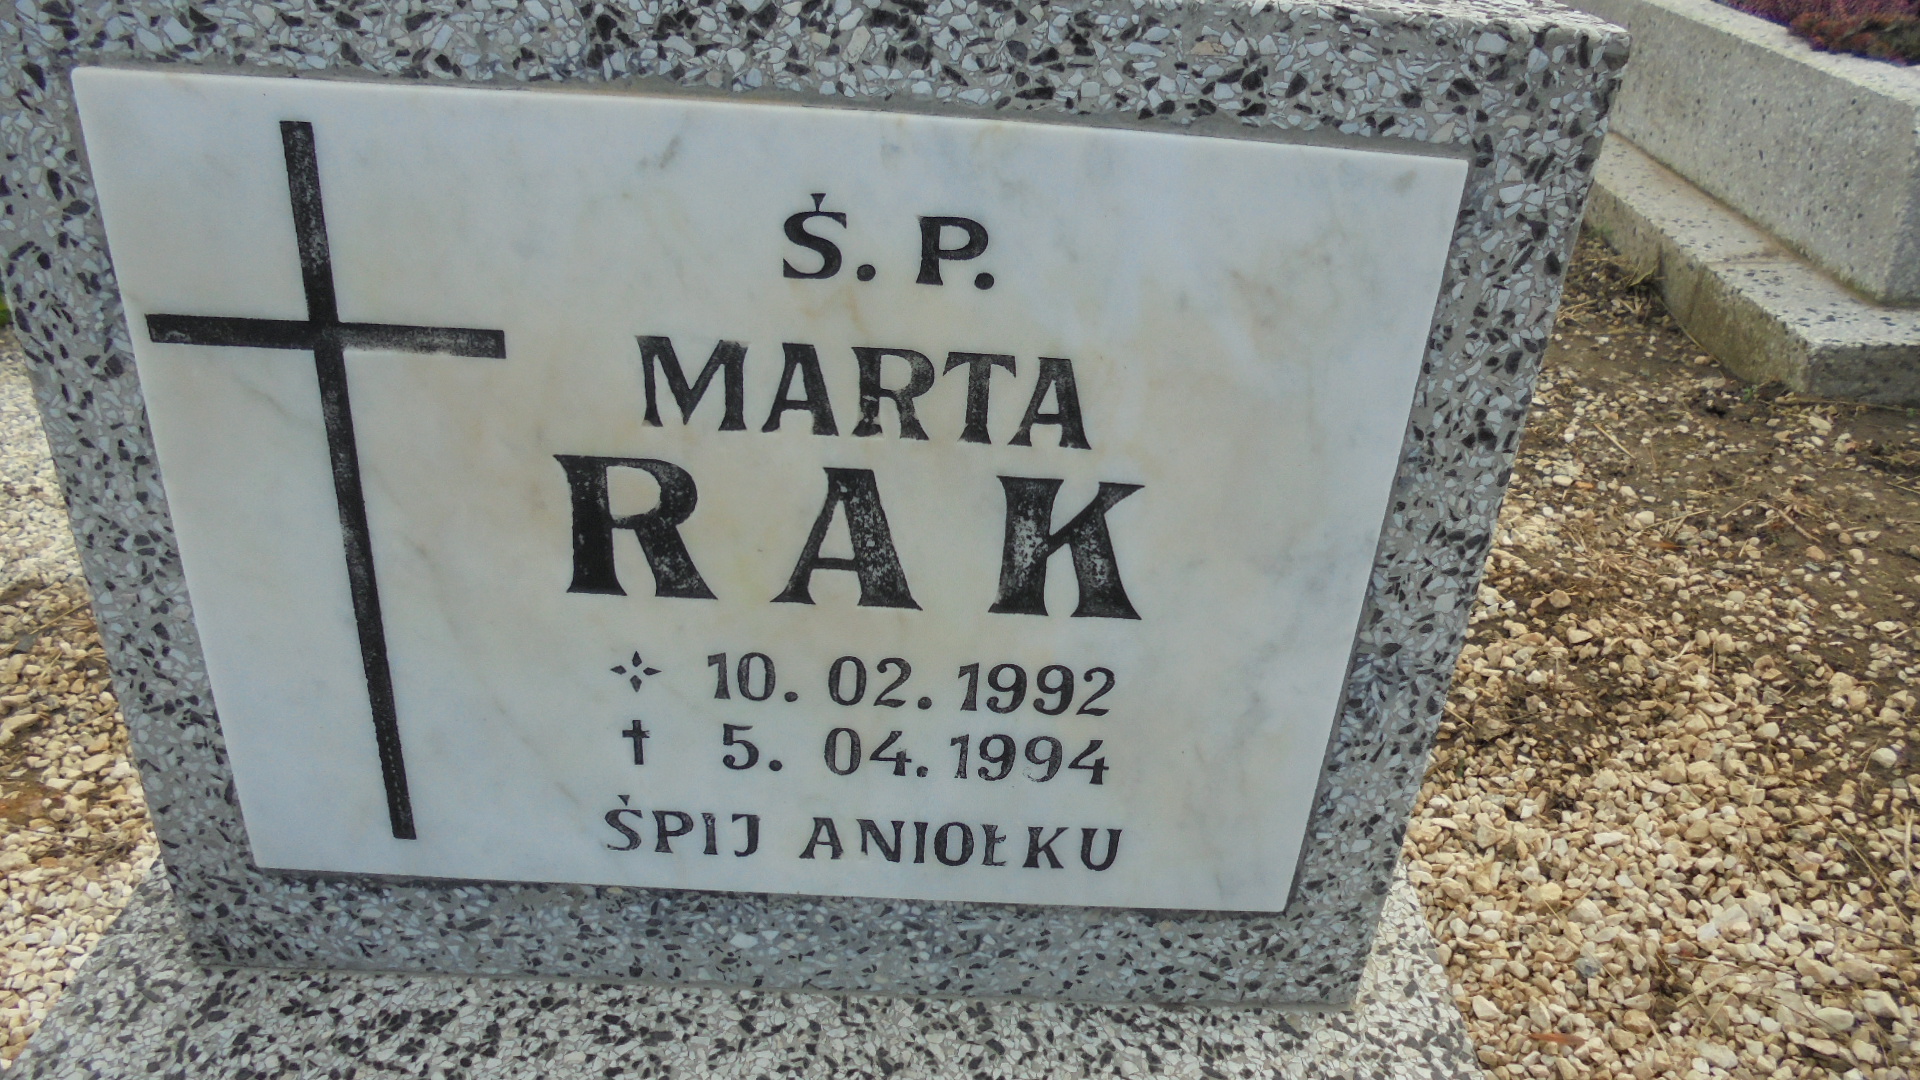 Ś. P.
MARTA
RAK
10. 02. 1992
† 5. 04. 1994
ŚPIJ ANIOŁKU